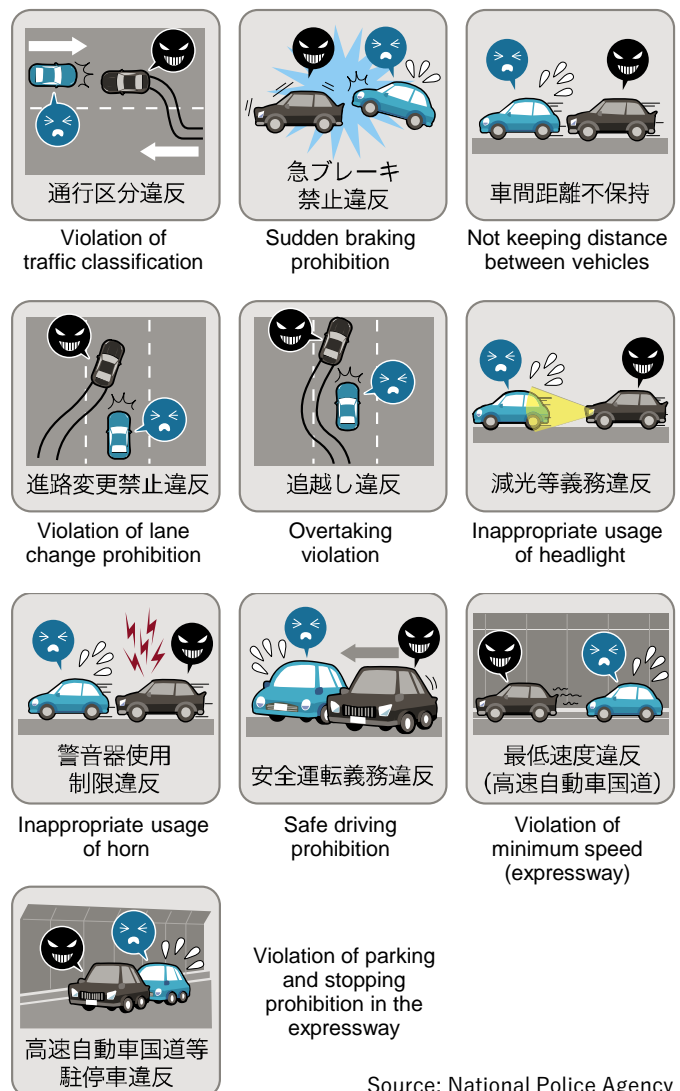 通行区分違反
急ブレーキ
禁止違反
車間距離不保持
Violation of
traffic classification
Sudden braking
prohibition
Not keeping distance
between vehicles
進路変更禁止違反
追越し違反
減光等義務違反
Violation of lane
change prohibition
Overtaking
violation
Inappropriate usage
of headlight
警音器使用
制限違反
安全運転義務違反
最低速度違反
(高速自動車国道)
Inappropriate usage
of horn
Safe driving
prohibition
Violation of
minimum speed
(expressway)
高速自動車国道等
駐停車違反
Violation of parking
and stopping
prohibition in the
expressway
Source: National Police Agency